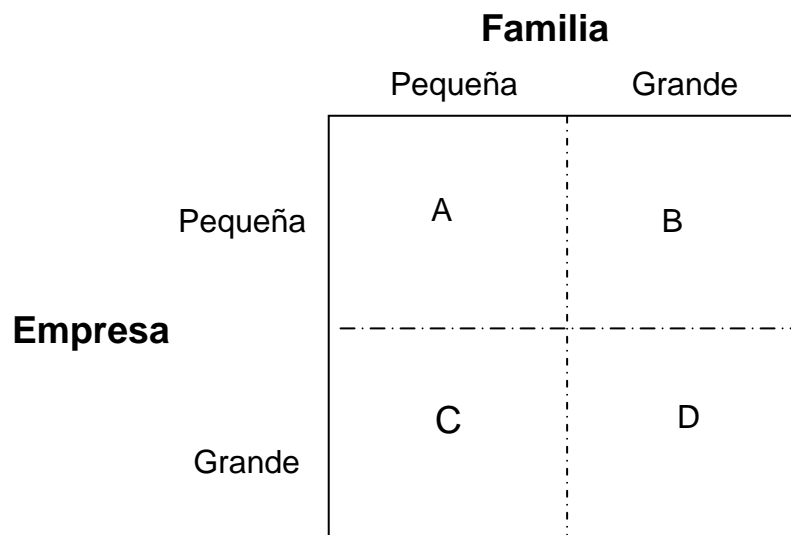 Familia
Pequeña Grande
Pequeña A B
Empresa
C D
Grande